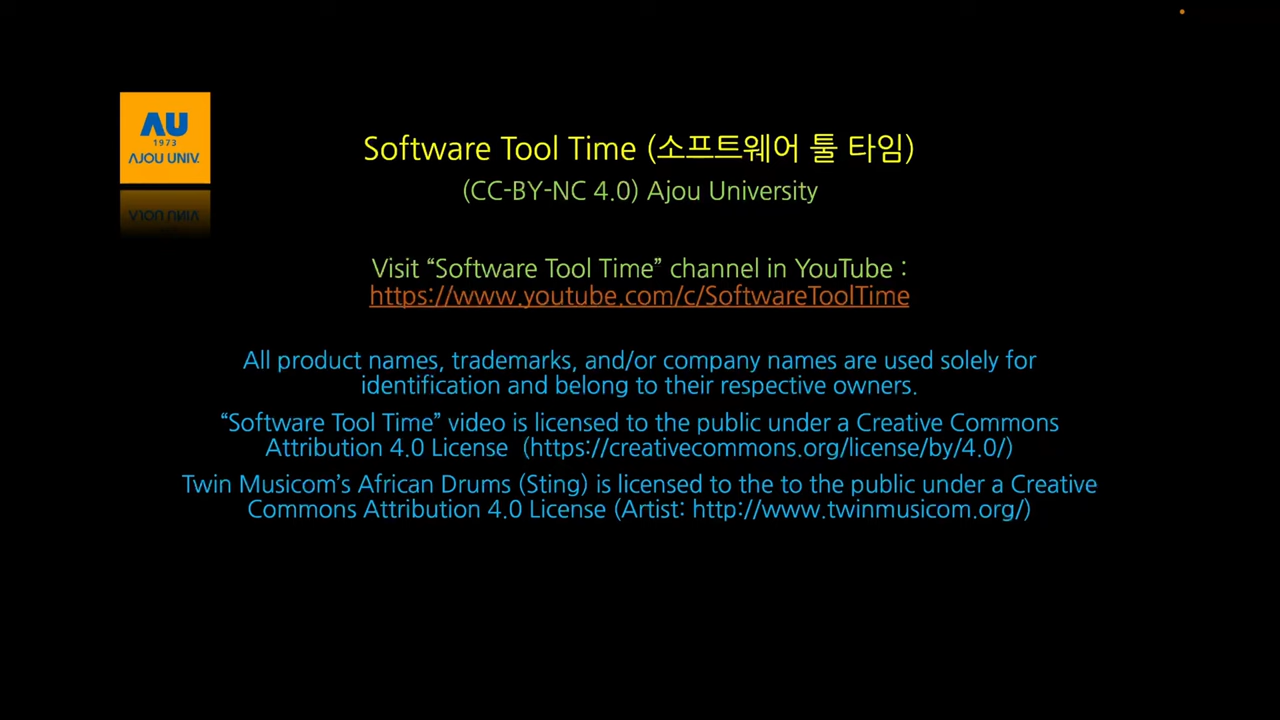 AU
1973
AJOU UNIV.
Software Tool Time (소프트웨어 툴 타임)
(CC-BY-NC 4.0) Ajou University
Visit “Software Tool Time” channel in YouTube :
https://www.youtube.com/c/SoftwareToolTime
All product names, trademarks, and/or company names are used solely for
identification and belong to their respective owners.
“Software Tool Time” video is licensed to the public under a Creative Commons
Attribution 4.0 License (https://creativecommons.org/license/by/4.0/)
Twin Musicom’s African Drums (Sting) is licensed to the to the public under a Creative
Commons Attribution 4.0 License (Artist: http://www.twinmusicom.org/)